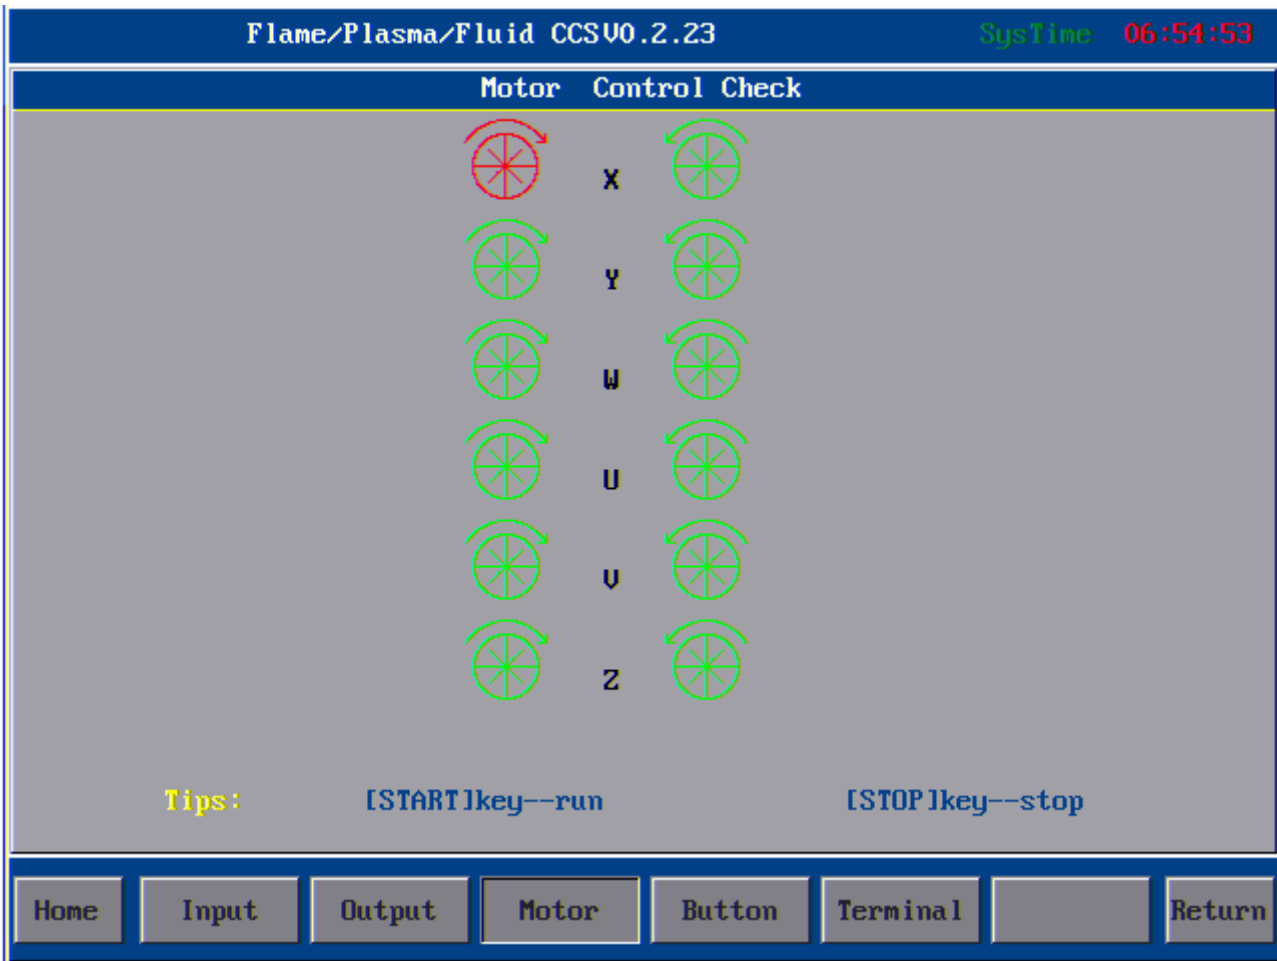 Flame/Plasma/Fluid CCSV0.2.23 SysTime 06:54:53
Motor Control Check
X
Y
W
U
V
Z
Tips: [START]key--run [STOP]key--stop
Home Input Output Motor Button Terminal Return